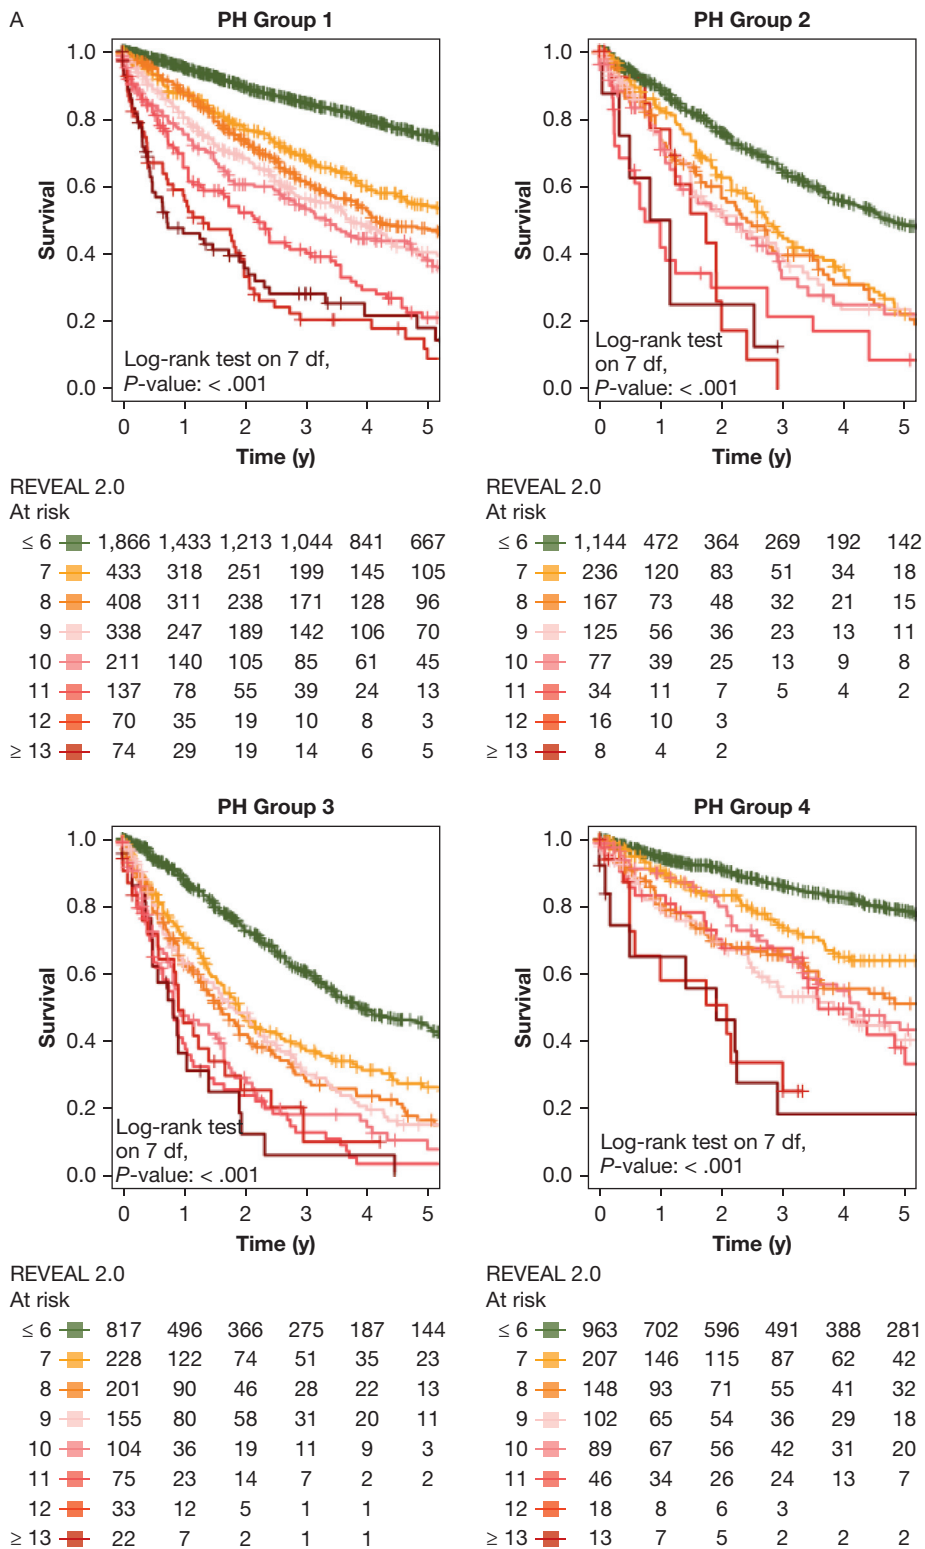 A
PH Group 1
Survival
1.0
0.8
0.6
0.4
0.2
0.0
Log-rank test on 7 df,
P-value: < .001
0 1 2 3 4 5
Time (y)
REVEAL 2.0
At risk
≤ 6 1,866 1,433 1,213 1,044 841 667
7 433 318 251 199 145 105
8 408 311 238 171 128 96
9 338 247 189 142 106 70
10 211 140 105 85 61 45
11 137 78 55 39 24 13
12 70 35 19 10 8 3
≥ 13 74 29 19 14 6 5
PH Group 2
Survival
1.0
0.8
0.6
0.4
0.2
0.0
Log-rank test
on 7 df,
P-value: < .001
0 1 2 3 4 5
Time (y)
REVEAL 2.0
At risk
≤ 6 1,144 472 364 269 192 142
7 236 120 83 51 34 18
8 167 73 48 32 21 15
9 125 56 36 23 13 11
10 77 39 25 13 9 8
11 34 11 7 5 4 2
12 16 10 3
≥ 13 8 4 2
PH Group 3
Survival
1.0
0.8
0.6
0.4
0.2
0.0
Log-rank test
on 7 df,
P-value: < .001
0 1 2 3 4 5
Time (y)
REVEAL 2.0
At risk
≤ 6 817 496 366 275 187 144
7 228 122 74 51 35 23
8 201 90 46 28 22 13
9 155 80 58 31 20 11
10 104 36 19 11 9 3
11 75 23 14 7 2 2
12 33 12 5 1 1
≥ 13 22 7 2 1 1
PH Group 4
Survival
1.0
0.8
0.6
0.4
0.2
0.0
Log-rank test on 7 df,
P-value: < .001
0 1 2 3 4 5
Time (y)
REVEAL 2.0
At risk
≤ 6 963 702 596 491 388 281
7 207 146 115 87 62 42
8 148 93 71 55 41 32
9 102 65 54 36 29 18
10 89 67 56 42 31 20
11 46 34 26 24 13 7
12 18 8 6 3
≥ 13 13 7 5 2 2 2